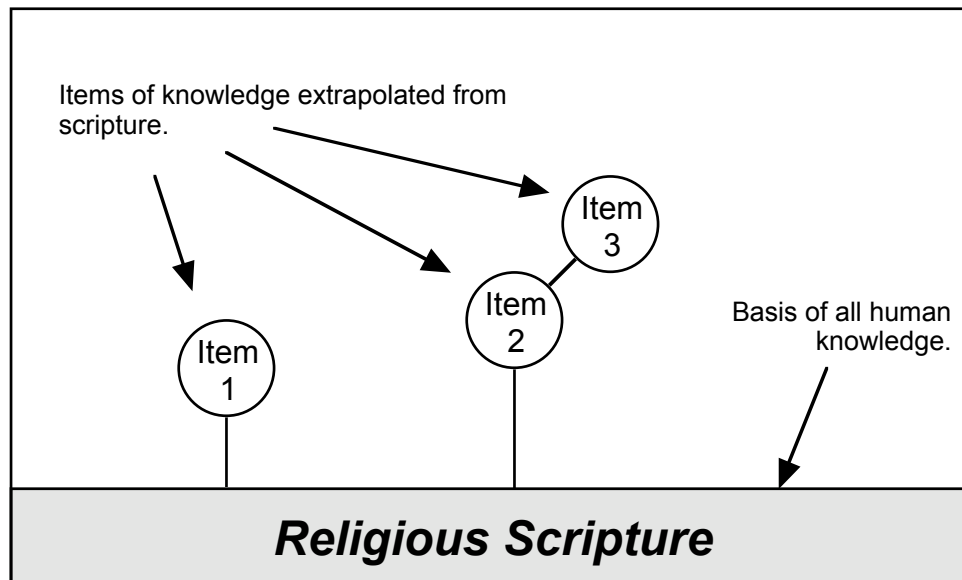 Items of knowledge extrapolated from
scripture.
Item
3
Item
2
Basis of all human
knowledge.
Item
1
Religious Scripture